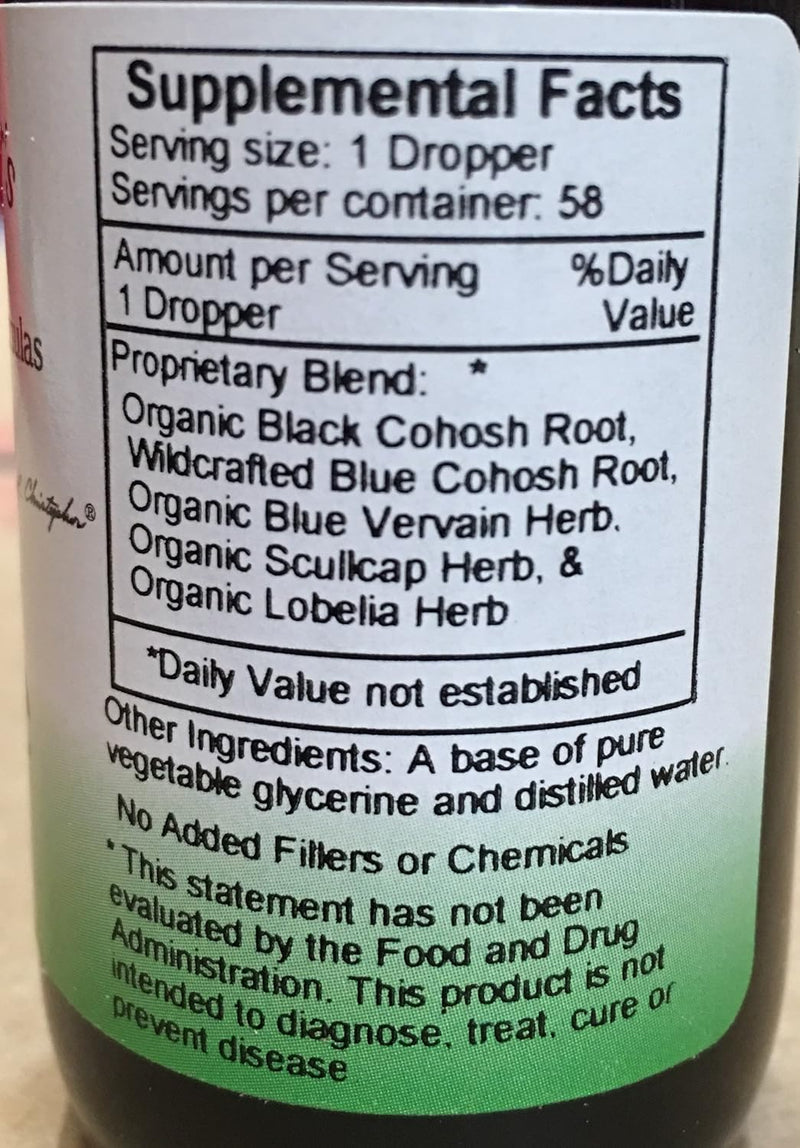 's
ulas
Christopher®
Supplemental Facts
Serving size: 1 Dropper
Servings per container: 58
Amount per Serving %Daily
1 Dropper Value
Proprietary Blend: *
Organic Black Cohosh Root,
Wildcrafted Blue Cohosh Root,
Organic Blue Vervain Herb.
Organic Scullcap Herb, &
Organic Lobelia Herb
*Daily Value not established
Other Ingredients: A base of pure
vegetable glycerine and distilled water.
No Added Fillers or Chemicals
* This statement has not been
evaluated by the Food and Drug
Administration. This product is not
intended to diagnose, treat, cure or
prevent disease